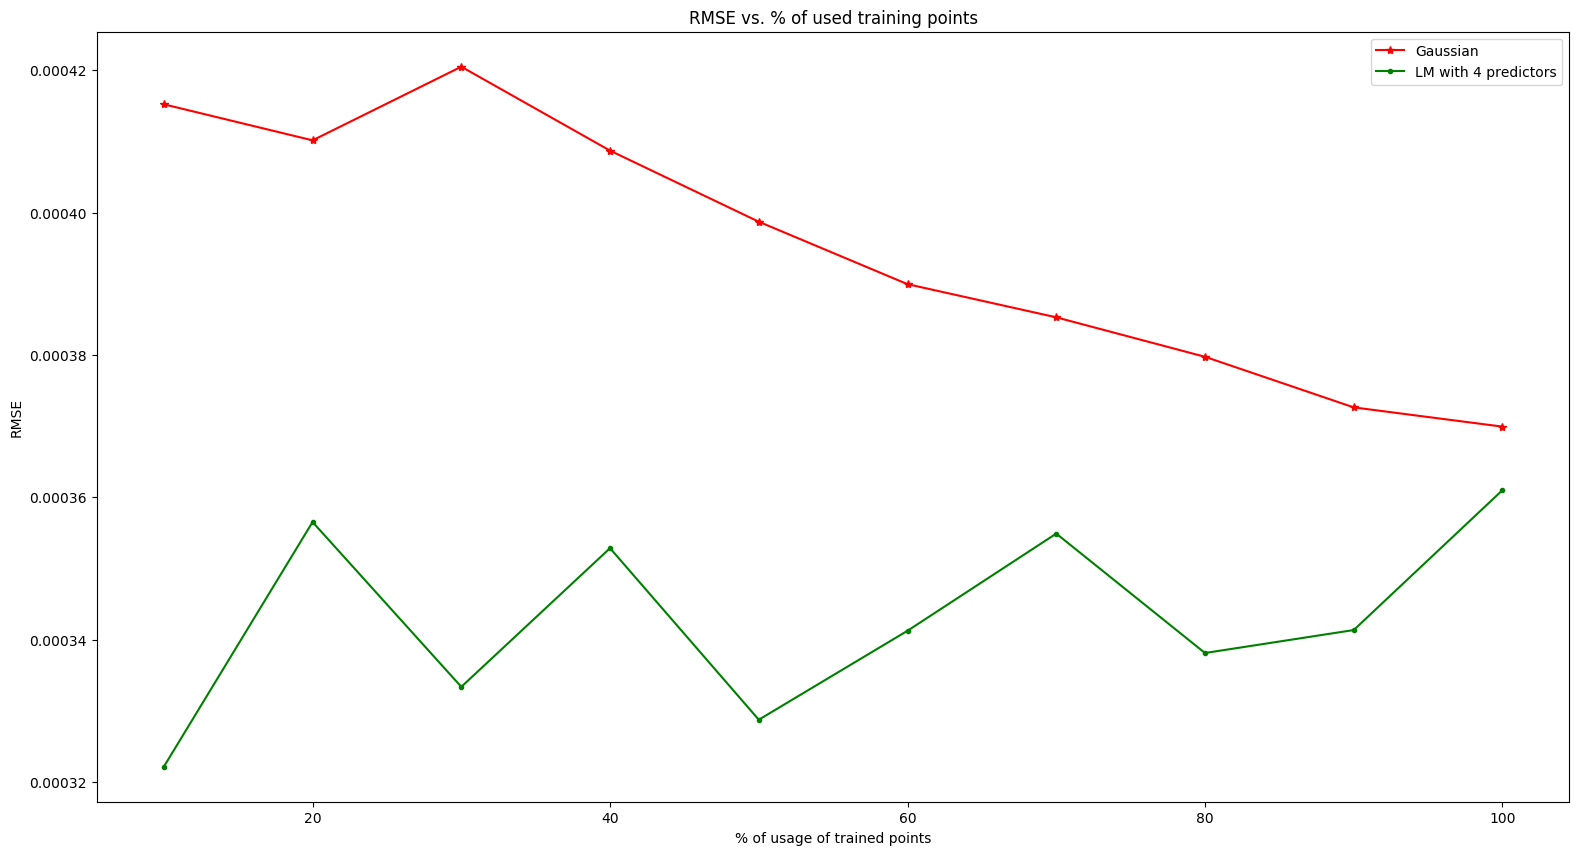 RMSE vs. % of used training points
Gaussian
LM with 4 predictors
0.00042
0.00040
0.00038
0.00036
0.00034
0.00032
RMSE
20
40
60
80
100
% of usage of trained points